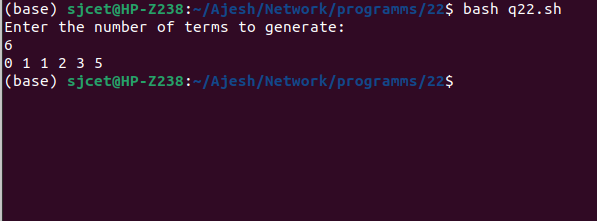 (base) sjcet@HP-Z238:~/Ajesh/Network/programms/22$ bash q22.sh
Enter the number of terms to generate:
6
0 1 1 2 3 5
(base) sjcet@HP-Z238:~/Ajesh/Network/programms/22$